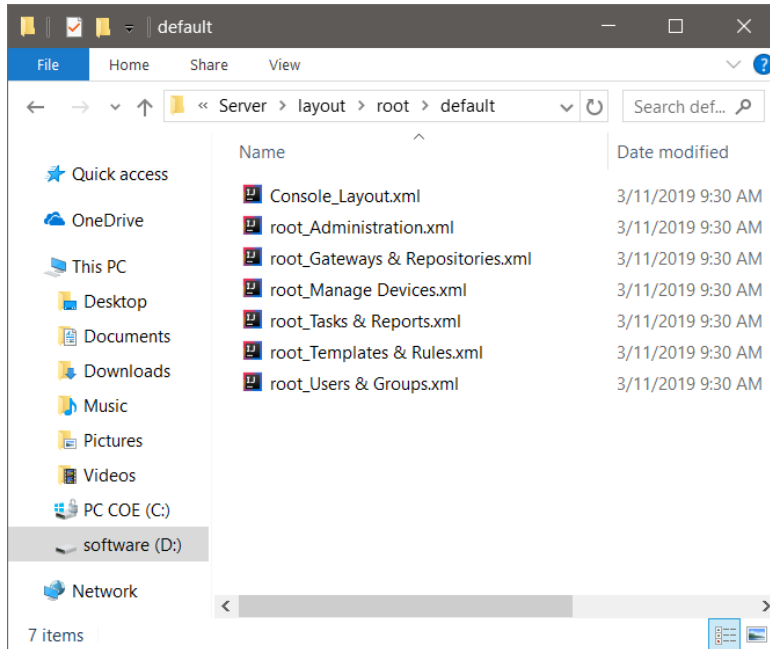 default
File Home Share View ?
« Server > layout > root > default Search def...
Name Date modified
Quick access
OneDrive
This PC
Desktop
Documents
Downloads
Music
Pictures
Videos
PC COE (C:)
software (D:)
Network
Console_Layout.xml 3/11/2019 9:30 AM
root_Administration.xml 3/11/2019 9:30 AM
root_Gateways & Repositories.xml 3/11/2019 9:30 AM
root_Manage Devices.xml 3/11/2019 9:30 AM
root_Tasks & Reports.xml 3/11/2019 9:30 AM
root_Templates & Rules.xml 3/11/2019 9:30 AM
root_Users & Groups.xml 3/11/2019 9:30 AM
7 items